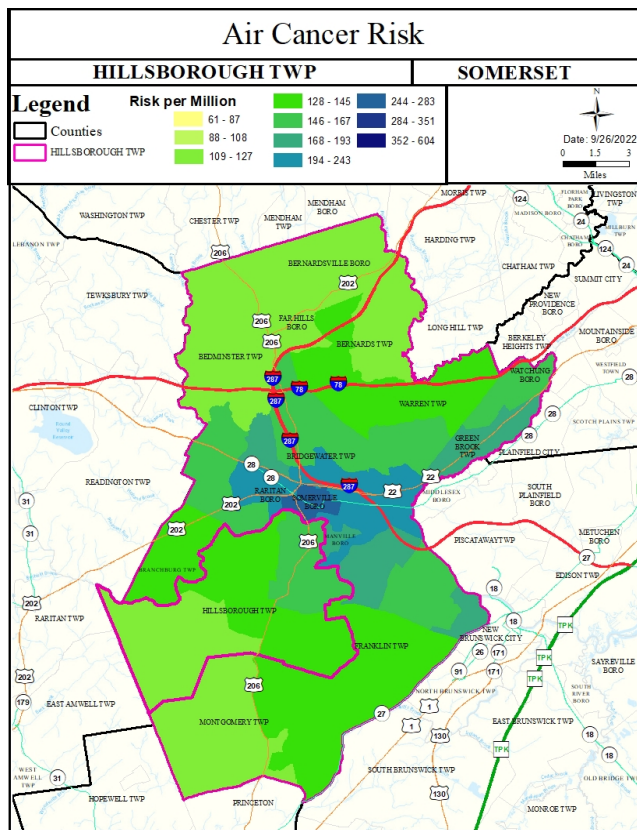 Air Cancer Risk
HILLSBOROUGH TWP
SOMERSET
Legend
Counties
HILLSBOROUGH TWP
Risk per Million
61 - 87
88 - 108
109 - 127
128 - 145
146 - 167
168 - 193
194 - 243
244 - 283
284 - 351
352 - 604
N
Date: 9/26/2022
0 1.5 3
Miles
WASHINGTON TWP
CHESTER TWP
MENDHAM
TWP
MENDHAM
BORO
MORRIS TWP
124
MADISON BORO
FLORHAM
PARK
BORO
LIVINGSTON
TWP
24
MILLBURN
TWP
CHATHAM
BORO
124
24
LEBANON TWP
206
HARDING TWP
BERNARDSVILLE BORO
202
CHATHAM TWP
SUMMIT CITY
TEWKSBURY TWP
NEW
PROVIDENCE
BORO
206
FAR HILLS
BORO
LONG HILL TWP
206
BERNARDS TWP
BERKELEY
HEIGHTS TWP
MOUNTAINSIDE
BORO
BEDMINSTER TWP
287
78
78
WATCHUNG
BORO
WESTFIELD
TOWN
28
287
CLINTON TWP
WARREN TWP
28
SCOTCH PLAINS TWP
287
GREEN
BROOK
TWP
28
BRIDGEWATER TWP
PLAINFIELD CITY
28
28
22
READINGTON TWP
287
22
RARITAN
BORO
SOMERVILLE
BORO
MIDDLESEX
BORO
SOUTH
PLAINFIELD
BORO
31
202
202
206
MANVILLE
BORO
PISCATAWAY TWP
METUCHEN
BORO
31
27
BRANCHBURG TWP
EDISON TWP
202
18
RARITAN TWP
HILLSBOROUGH TWP
18
NEW
BRUNSWICK CITY
TPK
FRANKLIN TWP
26
171
TPK
SAYREVILLE
BORO
202
91
171
TPK
206
NORTH BRUNSWICK TWP
SOUTH
RIVER
BORO
179
EAST AMWELL TWP
27
1
1
MONTGOMERY TWP
EAST BRUNSWICK TWP
18
130
TPK
18
WEST
AMWELL
TWP
31
SOUTH BRUNSWICK TWP
OLD BRIDGE TWP
130
HOPEWELL TWP
PRINCETON
MONROE TWP